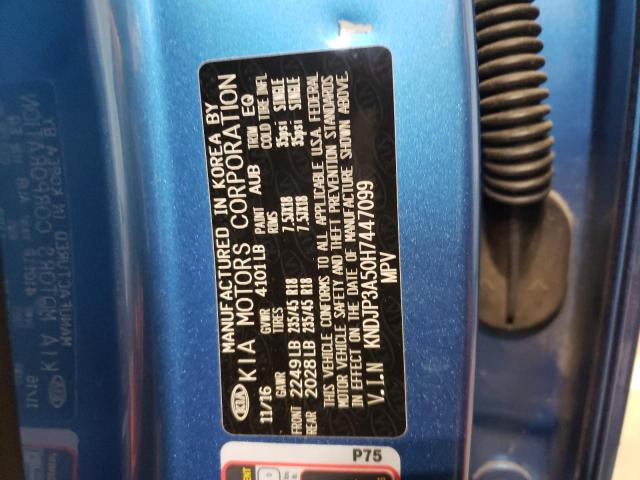 MANUFACTURED IN KOREA BY
KIA KIA MOTORS CORPORATION
11/16 GVWR 4101LB PAINT AUB TRIM EQ
GAWR TIRES RIMS COLD TIRE INFL
FRONT 2249LB 235/45 R18 7.5JX18 35psi SINGLE
REAR 2028LB 235/45 R18 7.5JX18 35psi SINGLE
THIS VEHICLE CONFORMS TO ALL APPLICABLE U.S.A. FEDERAL
MOTOR VEHICLE SAFETY AND THEFT PREVENTION STANDARDS
IN EFFECT ON THE DATE OF MANUFACTURE SHOWN ABOVE.
V.I.N KNDJP3A50H7447099
MPV
P75